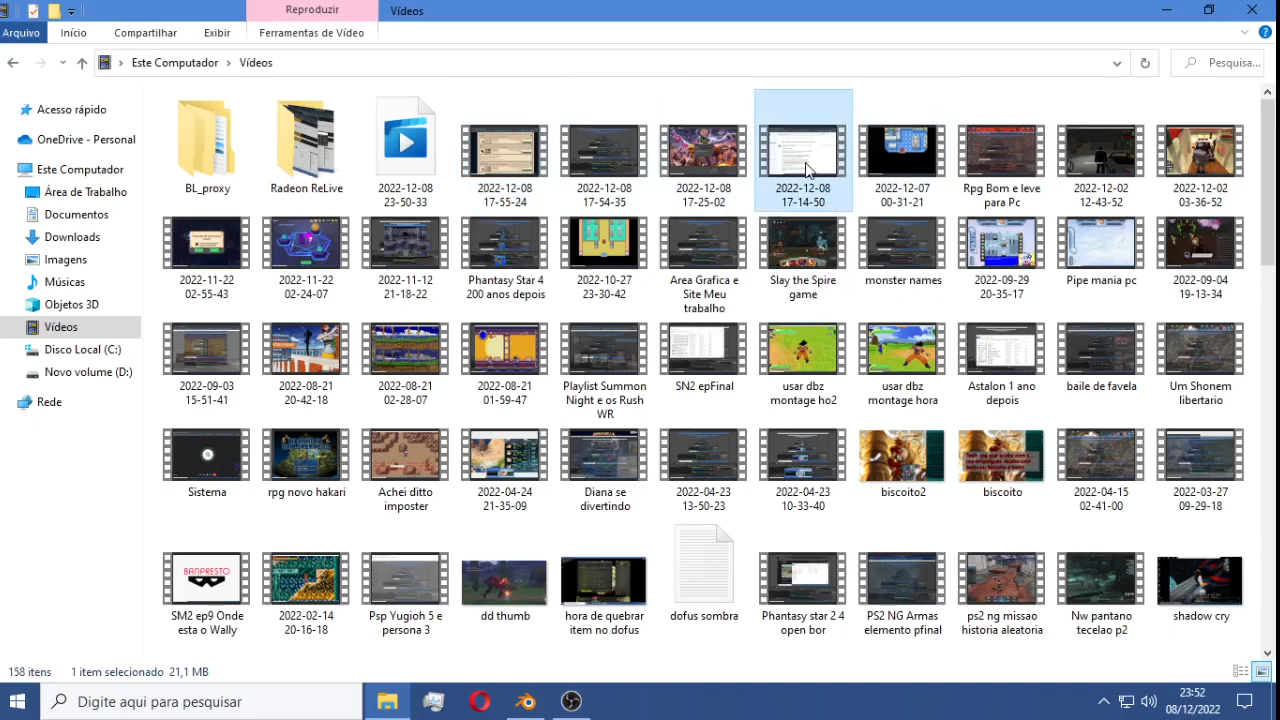 Reproduzir
Vídeos
Arquivo
Início
Compartilhar
Exibir
Ferramentas de Vídeo
Este Computador
Vídeos
Pesquisa...
Acesso rápido
OneDrive - Personal
Este Computador
Área de Trabalho
Documentos
Downloads
Imagens
Músicas
Objetos 3D
Vídeos
Disco Local (C:)
Novo volume (D:)
Rede
BL_proxy
Radeon ReLive
2022-12-08
23-50-33
2022-12-08
17-55-24
2022-12-08
17-54-35
2022-12-08
17-25-02
2022-12-08
17-14-50
2022-12-07
00-31-21
Rpg Bom e leve
para Pc
2022-12-02
12-43-52
2022-12-02
03-36-52
2022-11-22
02-55-43
2022-11-22
02-24-07
2022-11-12
21-18-22
Phantasy Star 4
200 anos depois
2022-10-27
23-30-42
Area Grafica e
Site Meu
trabalho
Slay the Spire
game
monster names
2022-09-29
20-35-17
Pipe mania pc
2022-09-04
19-13-34
2022-09-03
15-51-41
2022-08-21
20-42-18
2022-08-21
02-28-07
2022-08-21
01-59-47
Playlist Summon
Night e os Rush
WR
SN2 epFinal
usar dbz
montage ho2
usar dbz
montage hora
Astalon 1 ano
depois
baile de favela
Um Shonem
libertario
Sistema
rpg novo hakari
Achei ditto
imposter
2022-04-24
21-35-09
Diana se
divertindo
2022-04-23
13-50-23
2022-04-23
10-33-40
biscoito2
biscoito
2022-04-15
02-41-00
2022-03-27
09-29-18
BANPRESTO
SM2 ep9 Onde
esta o Wally
2022-02-14
20-16-18
Psp Yugioh 5 e
persona 3
dd thumb
hora de quebrar
item no dofus
dofus sombra
Phantasy star 2 4
open bor
PS2 NG Armas
elemento pfinal
ps2 ng missao
historia aleatoria
Nw pantano
tecelao p2
shadow cry
158 itens
1 item selecionado 21,1 MB
Digite aqui para pesquisar
23:52
08/12/2022